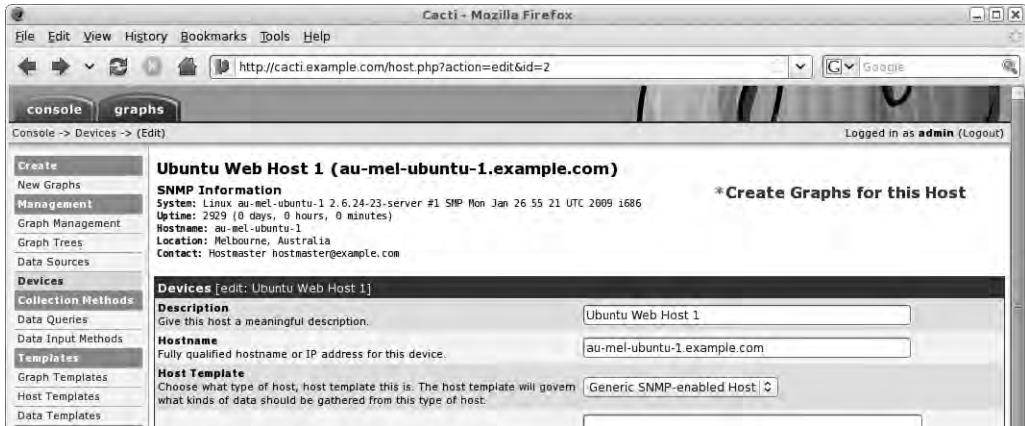 Cacti - Mozilla Firefox
File Edit View History Bookmarks Tools Help
http://cacti.example.com/host.php?action=edit&id=2
G Google
console graphs
Console -> Devices -> (Edit)
Logged in as admin (Logout)
Create
New Graphs
Management
Graph Management
Graph Trees
Data Sources
Devices
Collection Methods
Data Queries
Data Input Methods
Templates
Graph Templates
Host Templates
Data Templates
Ubuntu Web Host 1 (au-mel-ubuntu-1.example.com)
SNMP Information
System: Linux au-mel-ubuntu-1 2.6.24-23-server #1 SMP Mon Jan 26 55 21 UTC 2009 i686
Uptime: 2929 (0 days, 0 hours, 0 minutes)
Hostname: au-mel-ubuntu-1
Location: Melbourne, Australia
Contact: Hostmaster hostmaster@example.com
*Create Graphs for this Host
Devices [edit: Ubuntu Web Host 1]
Description
Give this host a meaningful description.
Ubuntu Web Host 1
Hostname
Fully qualified hostname or IP address for this device.
au-mel-ubuntu-1.example.com
Host Template
Choose what type of host, host template this is. The host template will govern
what kinds of data should be gathered from this type of host.
Generic SNMP-enabled Host